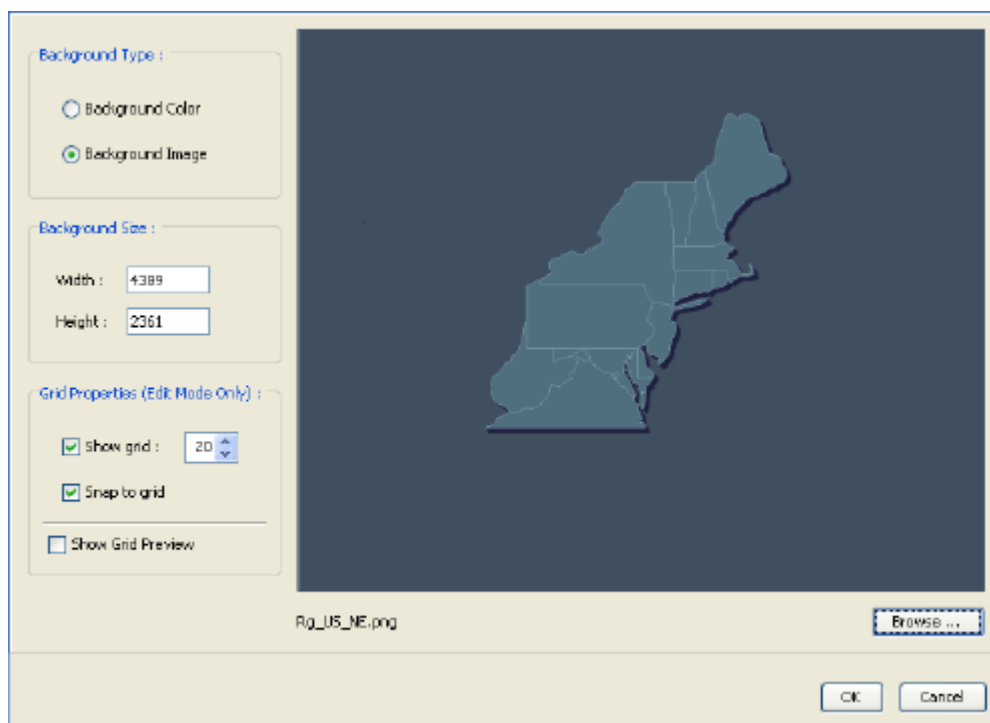 Background Type :
Background Color
Background Image
Background Size :
Width : 4389
Height : 2361
Grid Properties (Edit Mode Only) :
Show grid : 20
Snap to grid
Show Grid Preview
Rg_US_NE.png
Browse ...
OK Cancel